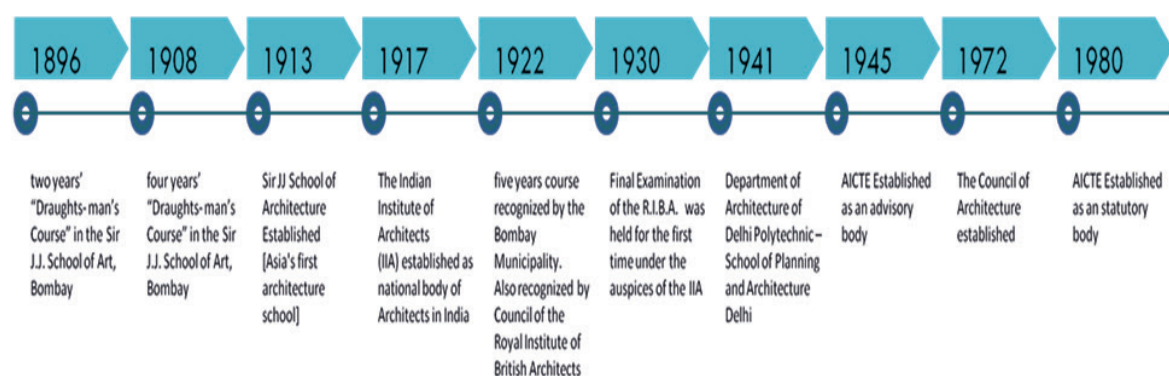 1896
1908
1913
1917
1922
1930
1941
1945
1972
1980
two years'
"Draughts-man's
Course" in the Sir
J.J. School of Art,
Bombay
four years'
"Draughts-man's
Course" in the Sir
J.J. School of Art,
Bombay
Sir JJ School of
Architecture
Established
[Asia's first
architecture
school]
The Indian
Institute of
Architects
(IIA) established as
national body of
Architects in India
five years course
recognized by the
Bombay
Municipality.
Also recognized by
Council of the
Royal Institute of
British Architects
Final Examination
of the R.I.B.A. was
held for the first
time under the
auspices of the IIA
Department of
Architecture of
Delhi Polytechnic–
School of Planning
and Architecture
Delhi
AICTE Established
as an advisory
body
The Council of
Architecture
established
AICTE Established
as an statutory
body